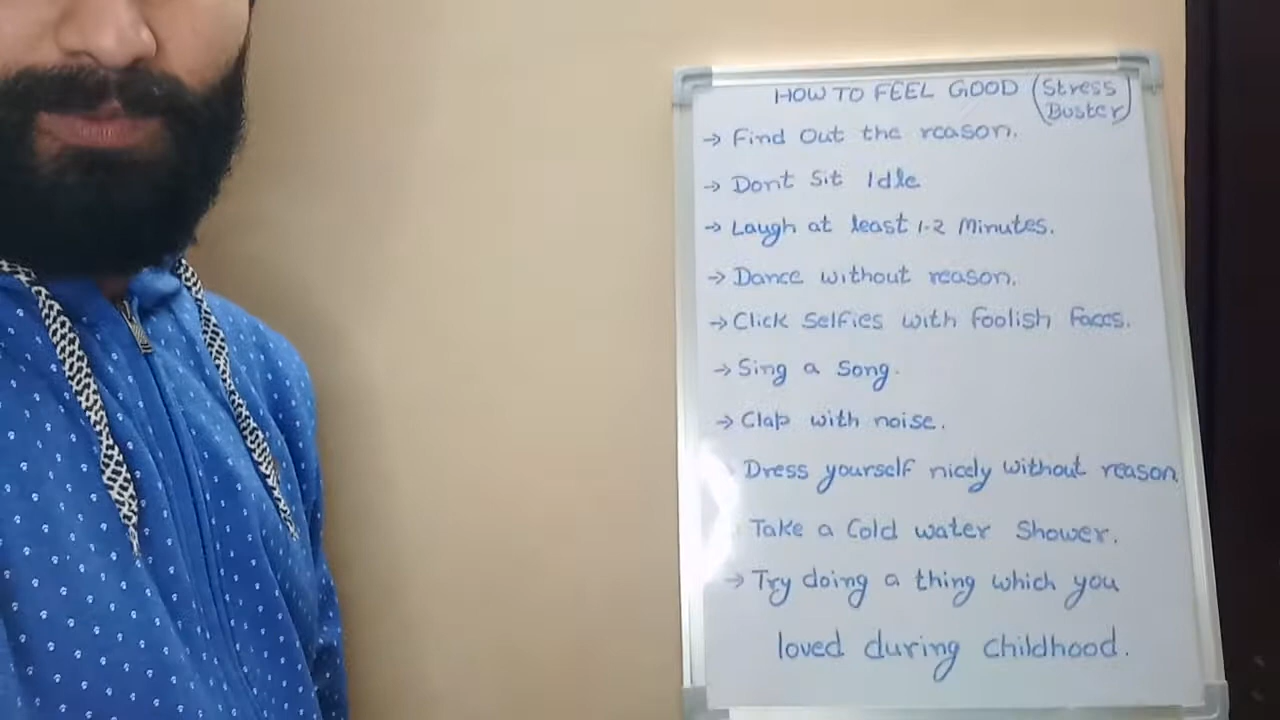 HOW TO FEEL GOOD (Stress Buster)
→ Find Out the reason.
→ Dont Sit Idle
→ Laugh at least 1-2 Minutes.
→ Dance without reason.
→ Click Selfies with foolish faces.
→ Sing a Song.
→ Clap with noise.
Dress yourself nicely without reason.
Take a Cold water Shower.
→ Try doing a thing which you
loved during childhood.